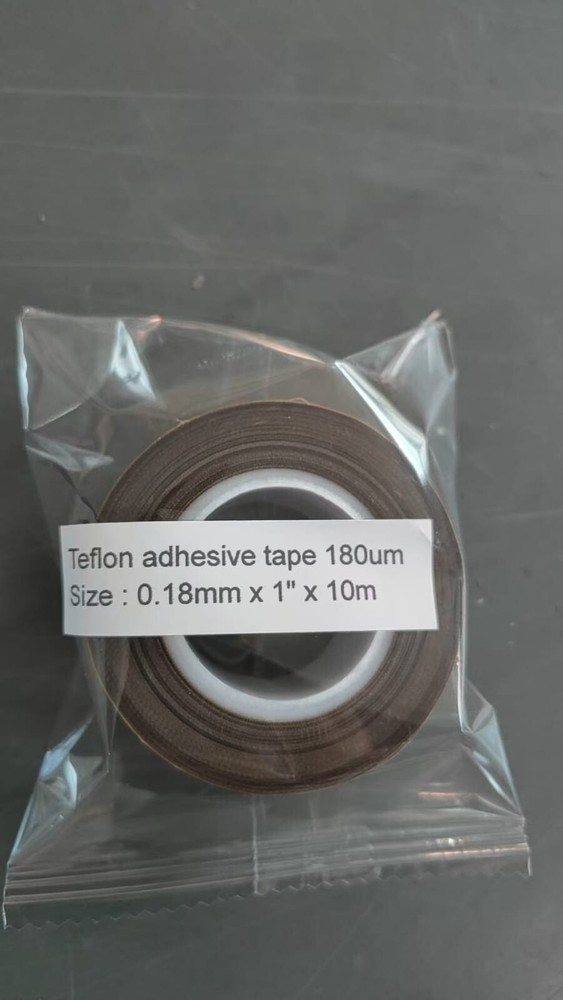 Teflon adhesive tape 180um
Size : 0.18mm x 1" x 10m